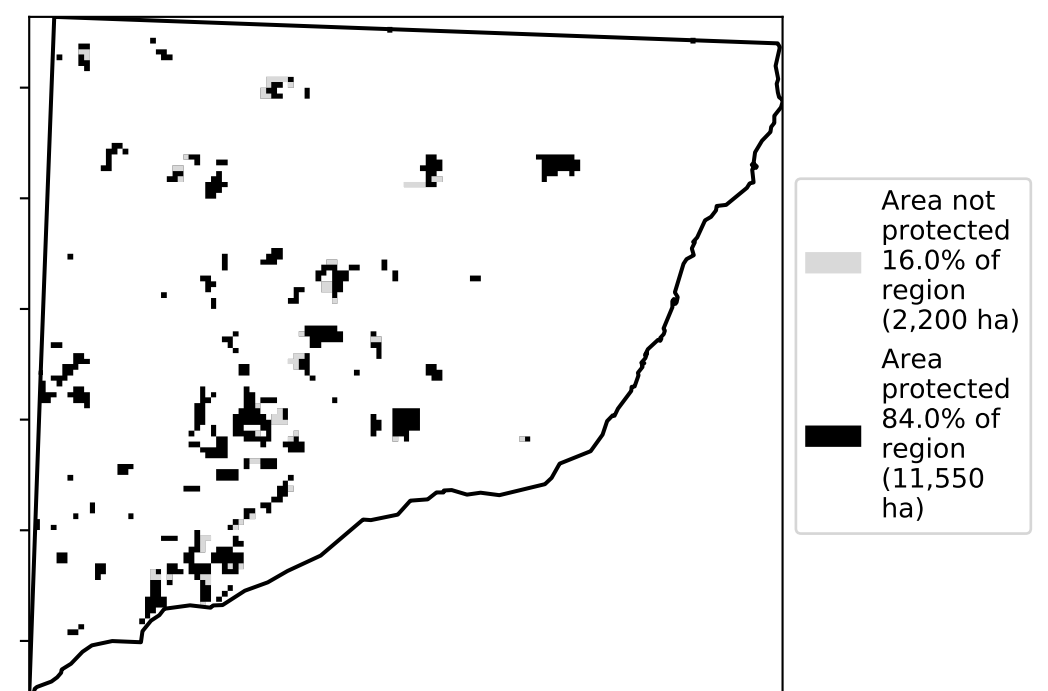 Area not
protected
16.0% of
region
(2,200 ha)
Area
protected
84.0% of
region
(11,550
ha)